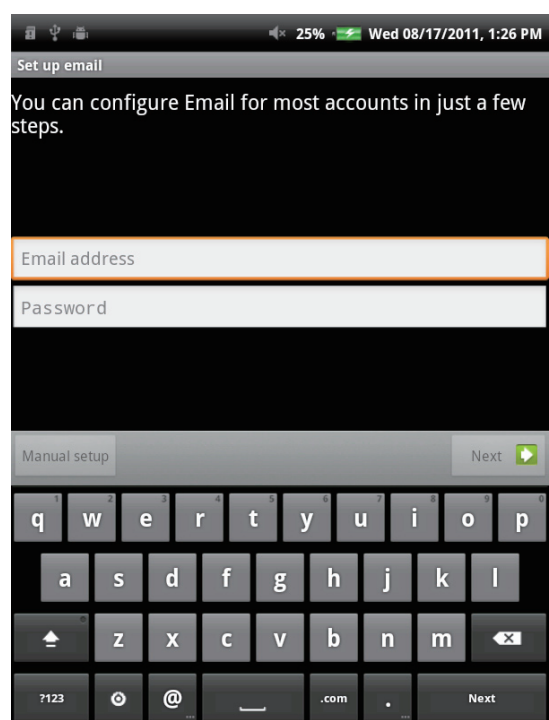 25% Wed 08/17/2011, 1:26 PM
Set up email
You can configure Email for most accounts in just a few
steps.
Email address
Password
Manual setup Next
1 2 3 4 5 6 7 8 9 0
q w e r t y u i o p
a s d f g h j k l
z x c v b n m
?123 @ ... .com . ... Next